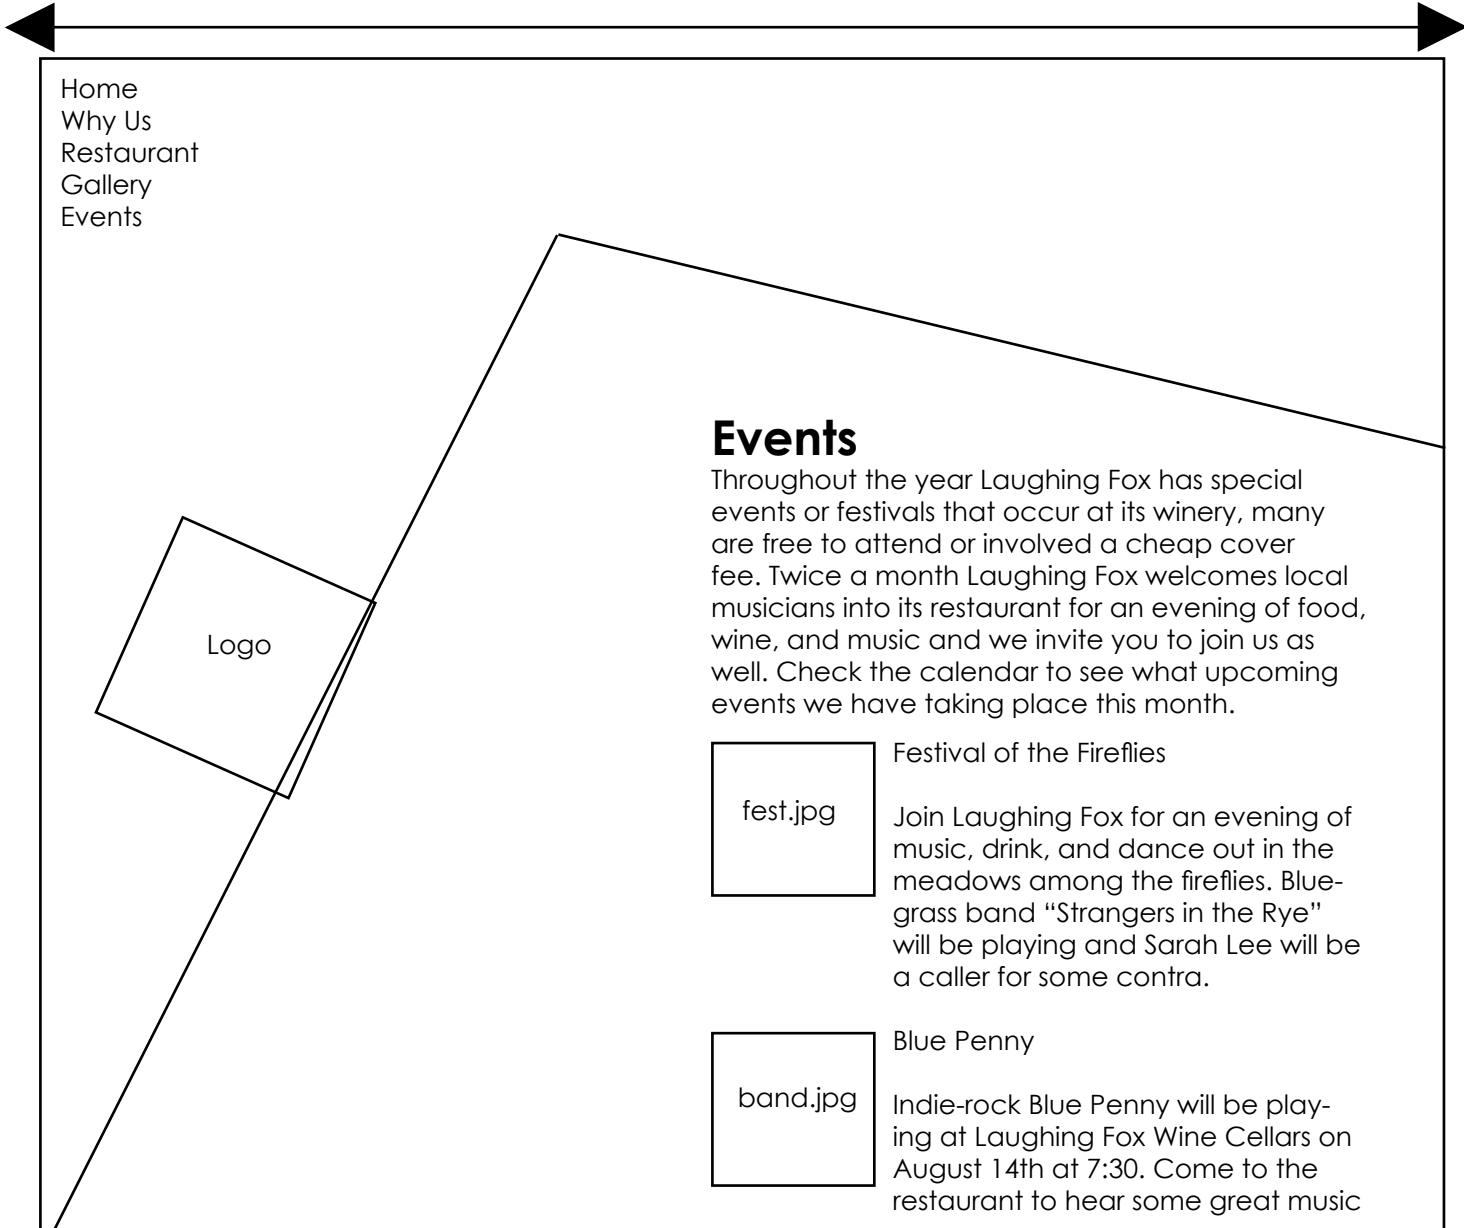 Home
Why Us
Restaurant
Gallery
Events
Logo
Events
Throughout the year Laughing Fox has special
events or festivals that occur at its winery, many
are free to attend or involved a cheap cover
fee. Twice a month Laughing Fox welcomes local
musicians into its restaurant for an evening of food,
wine, and music and we invite you to join us as
well. Check the calendar to see what upcoming
events we have taking place this month.
fest.jpg
Festival of the Fireflies
Join Laughing Fox for an evening of
music, drink, and dance out in the
meadows among the fireflies. Blue-
grass band “Strangers in the Rye”
will be playing and Sarah Lee will be
a caller for some contra.
band.jpg
Blue Penny
Indie-rock Blue Penny will be play-
ing at Laughing Fox Wine Cellars on
August 14th at 7:30. Come to the
restaurant to hear some great music